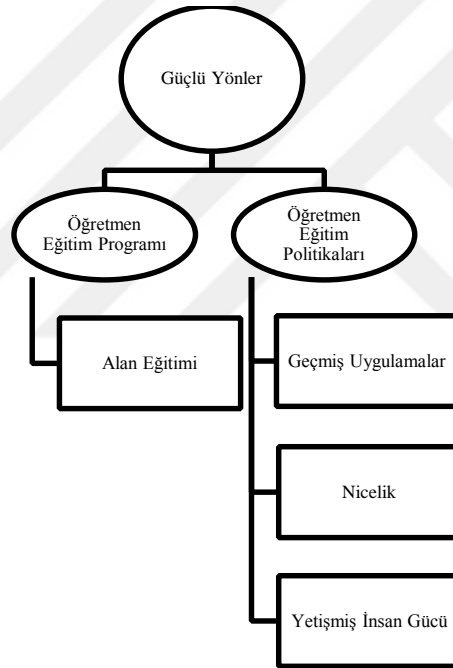 Güçlü Yönler
Öğretmen
Eğitim Programı
Öğretmen
Eğitim
Politikaları
Alan Eğitimi
Geçmiş Uygulamalar
Nicelik
Yetişmiş İnsan Gücü